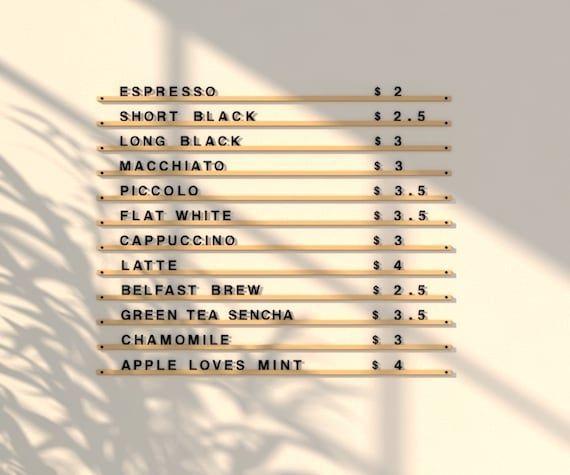 ESPRESSO $ 2
SHORT BLACK $ 2.5
LONG BLACK $ 3
MACCHIATO $ 3
PICCOLO $ 3.5
FLAT WHITE $ 3.5
CAPPUCCINO $ 3
LATTE $ 4
BELFAST BREW $ 2.5
GREEN TEA SENCHA $ 3.5
CHAMOMILE $ 3
APPLE LOVES MINT $ 4